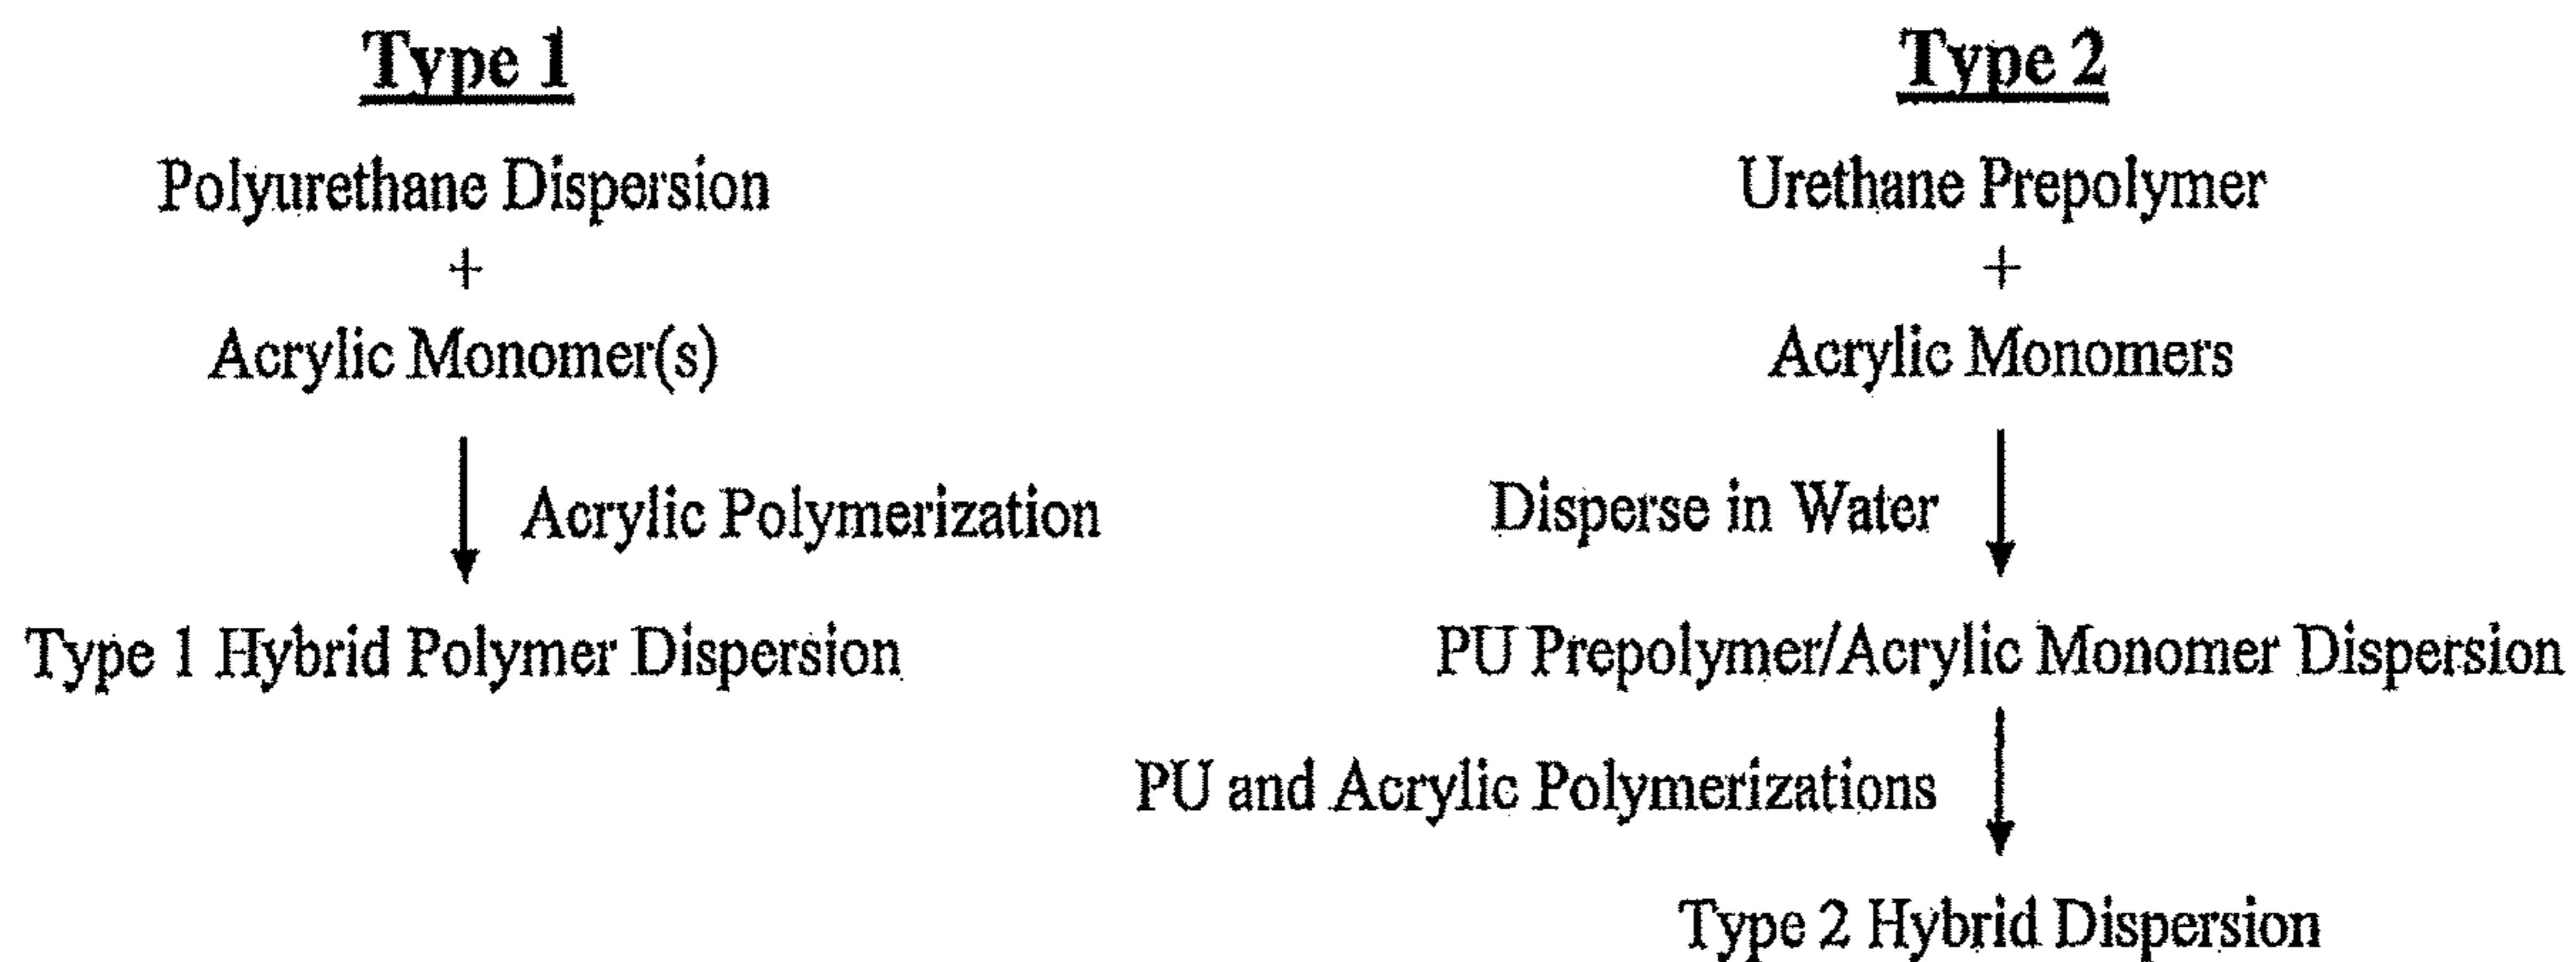 Type 1
Polyurethane Dispersion
+
Acrylic Monomer(s)
Acrylic Polymerization
Type 1 Hybrid Polymer Dispersion
Type 2
Urethane Prepolymer
+
Acrylic Monomers
Disperse in Water
PU Prepolymer/Acrylic Monomer Dispersion
PU and Acrylic Polymerizations
Type 2 Hybrid Dispersion